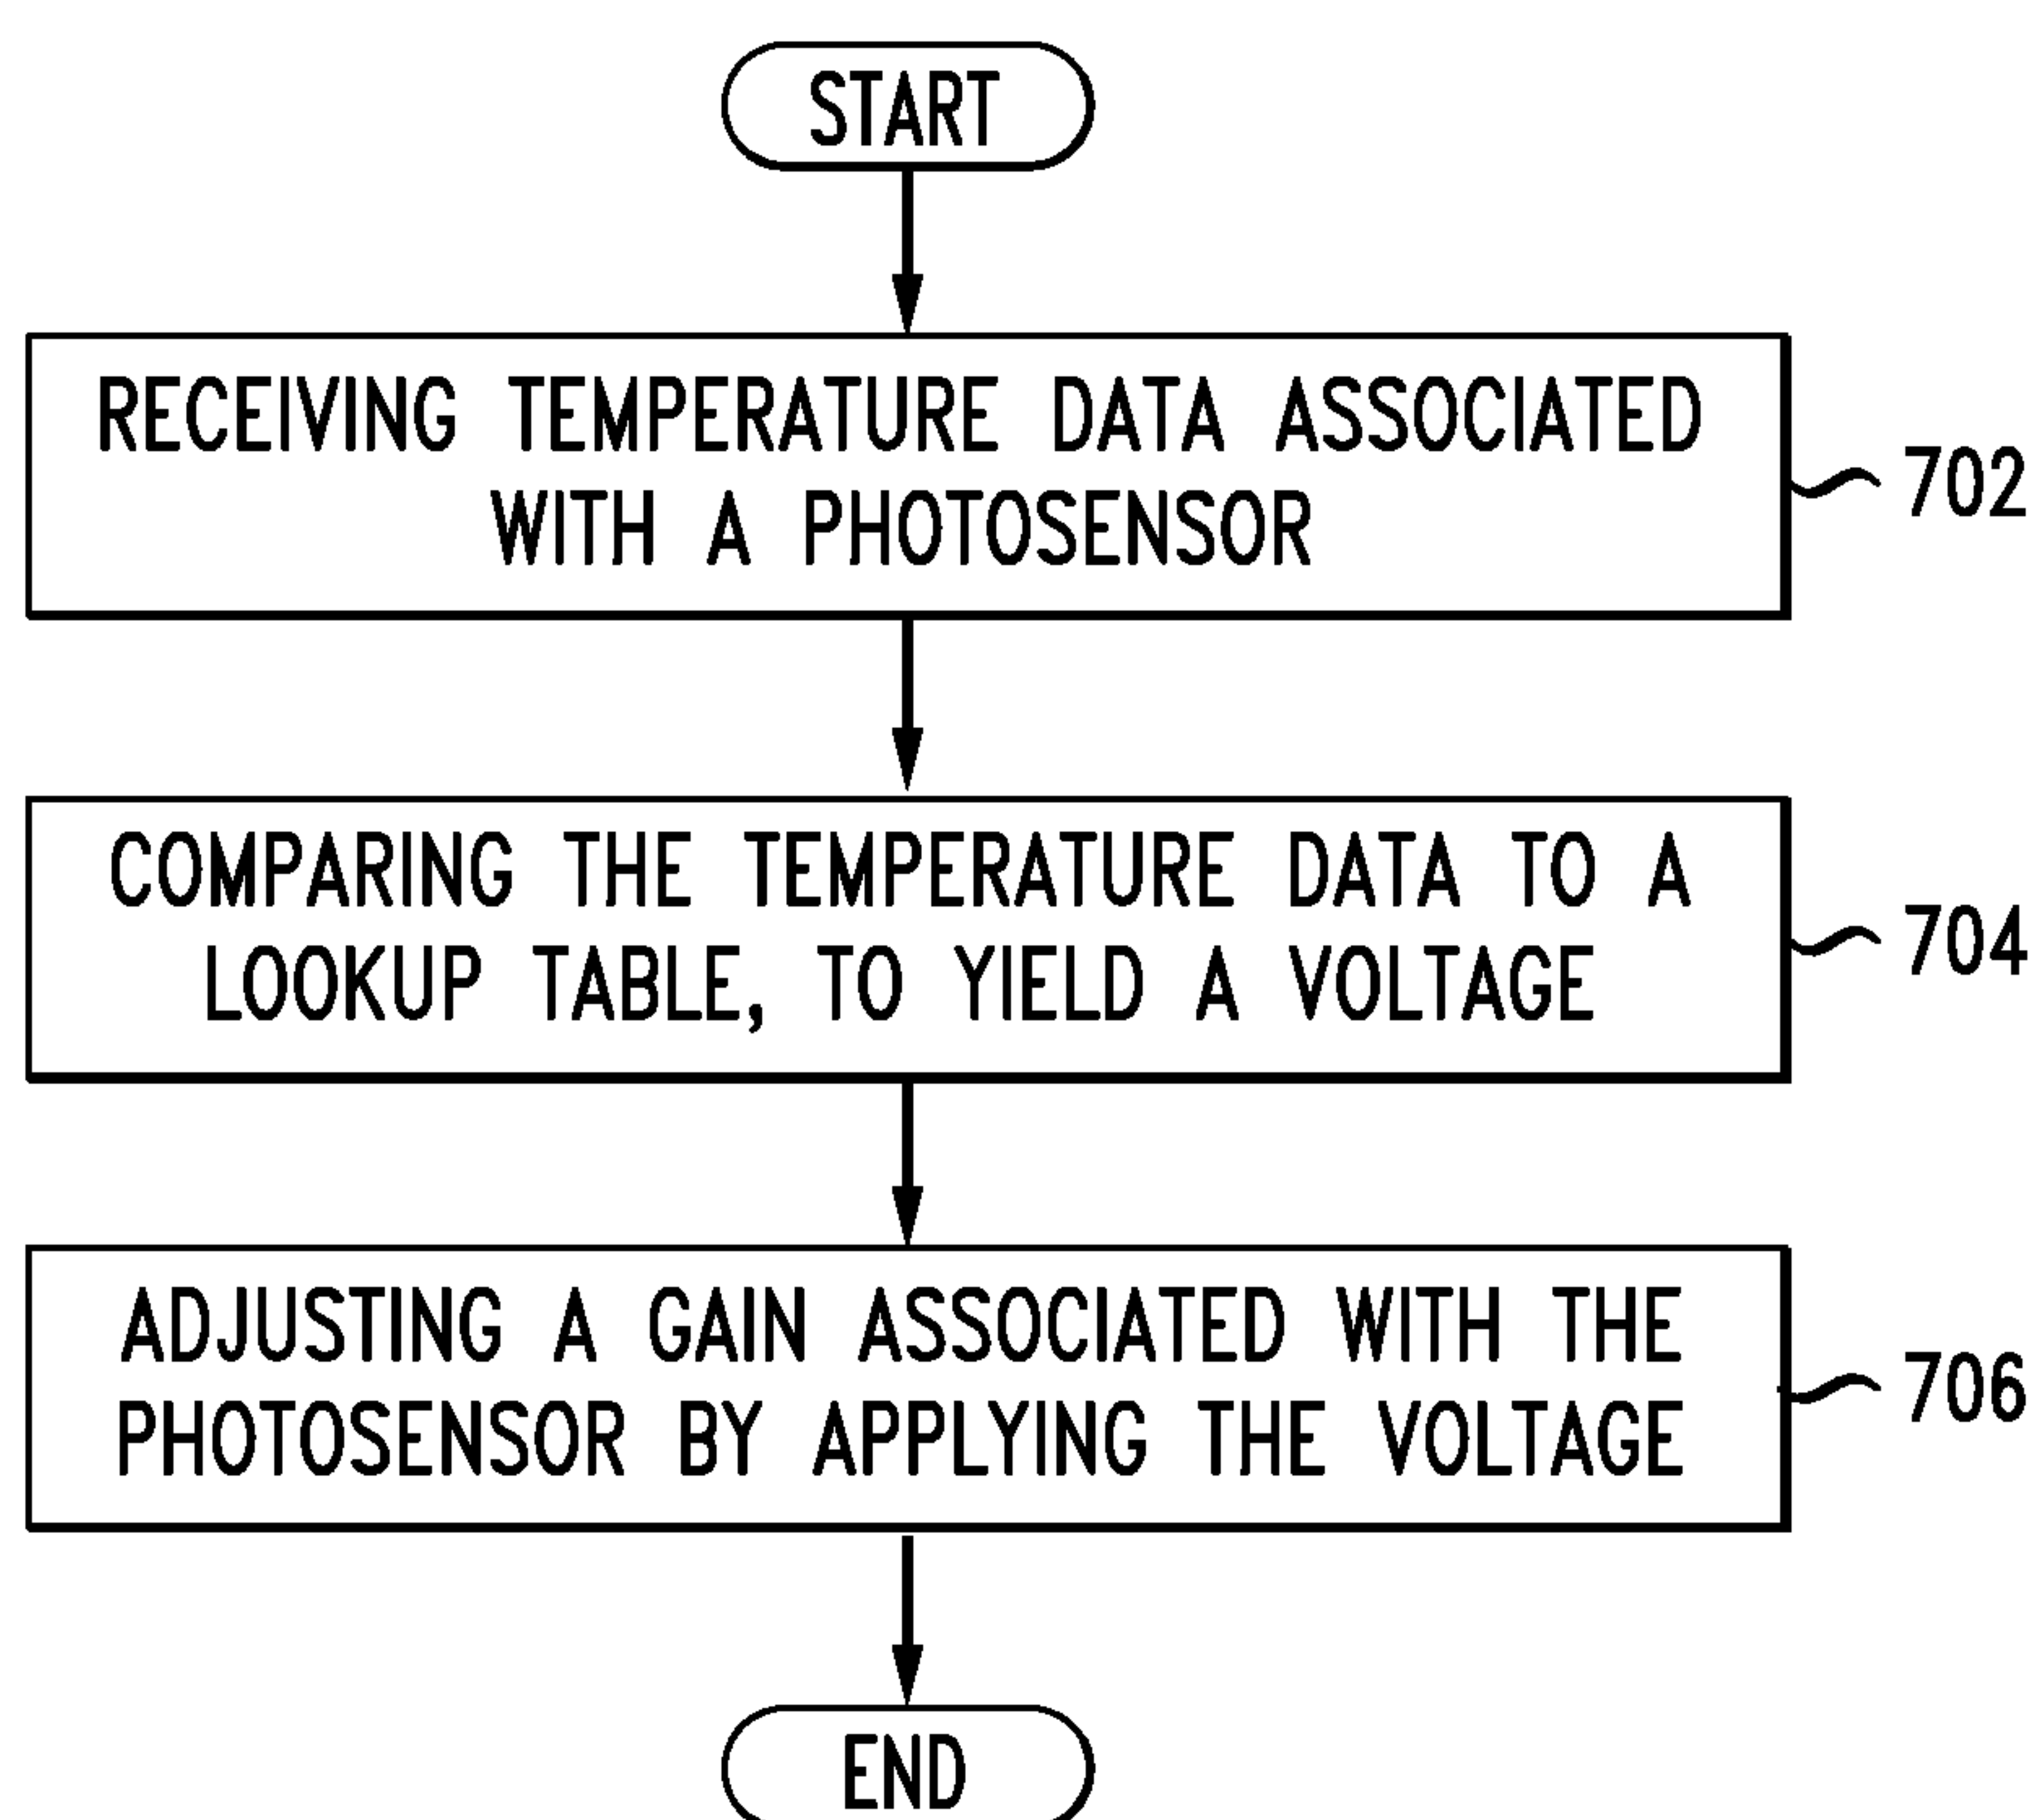 START
RECEIVING TEMPERATURE DATA ASSOCIATED
WITH A PHOTOSENSOR
702
COMPARING THE TEMPERATURE DATA TO A
LOOKUP TABLE, TO YIELD A VOLTAGE
704
ADJUSTING A GAIN ASSOCIATED WITH THE
PHOTOSENSOR BY APPLYING THE VOLTAGE
706
END